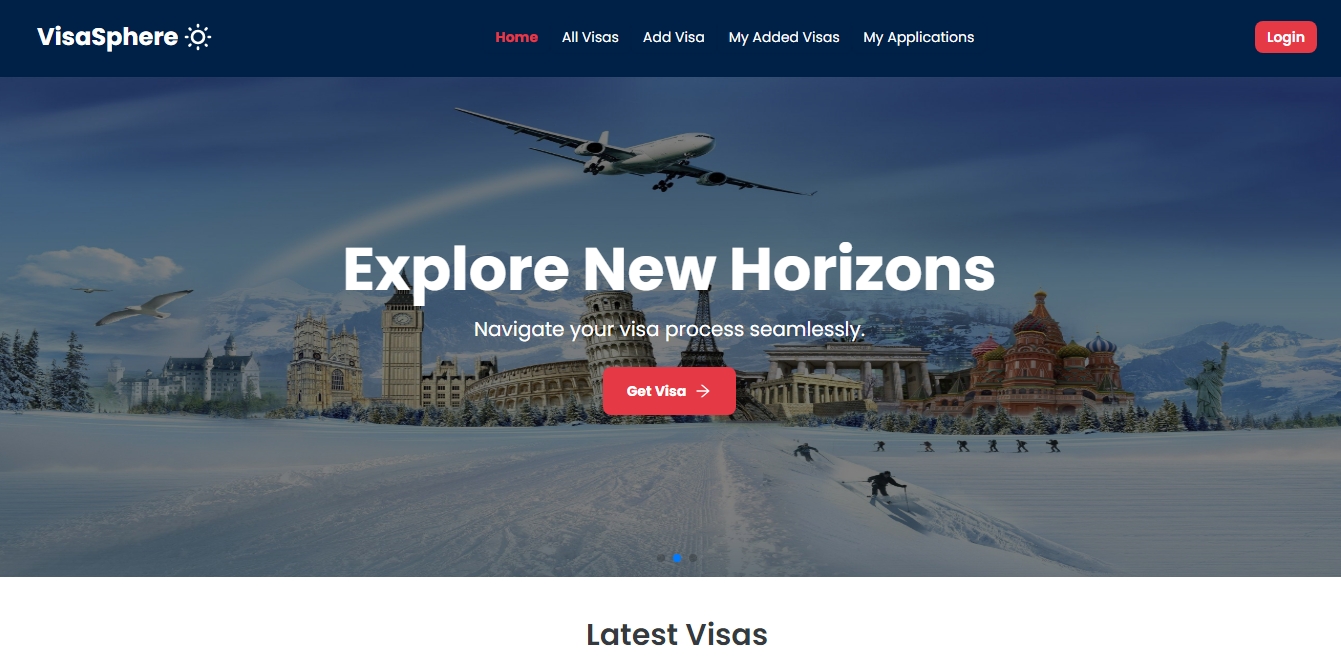 VisaSphere
Home
All Visas
Add Visa
My Added Visas
My Applications
Login
Explore New Horizons
Navigate your visa process seamlessly.
Get Visa
Latest Visas